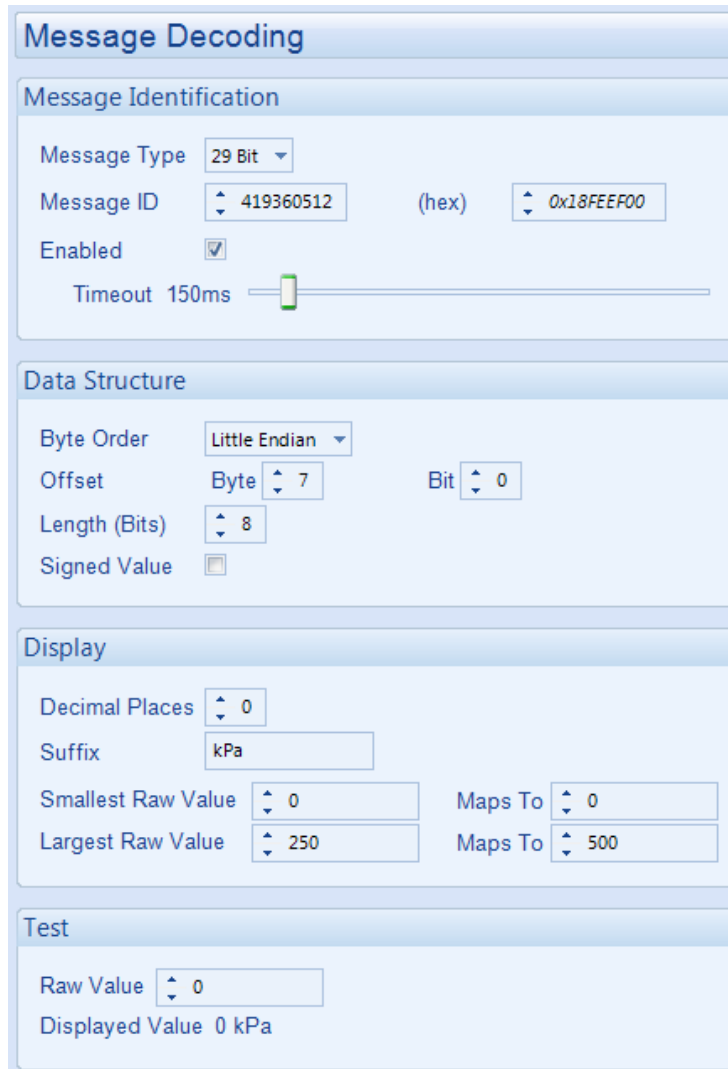 Message Decoding
Message Identification
Message Type 29 Bit
Message ID 419360512 (hex) 0x18FEEF00
Enabled
Timeout 150ms
Data Structure
Byte Order Little Endian
Offset Byte 7 Bit 0
Length (Bits) 8
Signed Value
Display
Decimal Places 0
Suffix kPa
Smallest Raw Value 0 Maps To 0
Largest Raw Value 250 Maps To 500
Test
Raw Value 0
Displayed Value 0 kPa